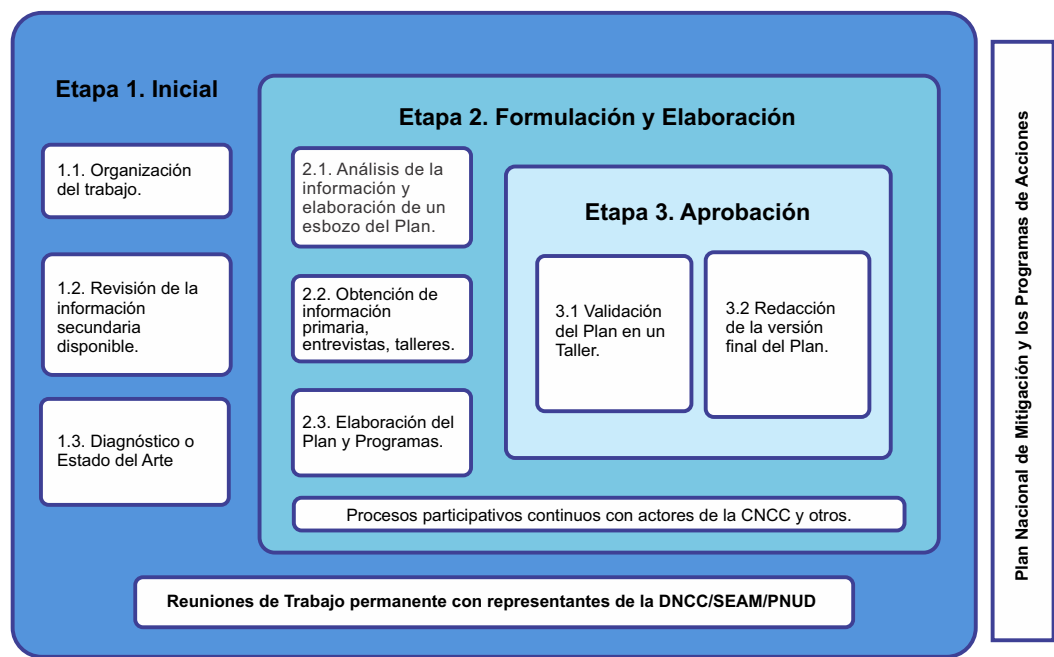 Etapa 1. Inicial
1.1. Organización
del trabajo.
1.2. Revisión de la
información
secundaria
disponible.
1.3. Diagnóstico o
Estado del Arte
Etapa 2. Formulación y Elaboración
2.1. Análisis de la
información y
elaboración de un
esbozo del Plan.
2.2. Obtención de
información
primaria,
entrevistas, talleres.
2.3. Elaboración del
Plan y Programas.
Etapa 3. Aprobación
3.1 Validación
del Plan en un
Taller.
3.2 Redacción
de la versión
final del Plan.
Procesos participativos continuos con actores de la CNCC y otros.
Reuniones de Trabajo permanente con representantes de la DNCC/SEAM/PNUD
Plan Nacional de Mitigación y los Programas de Acciones